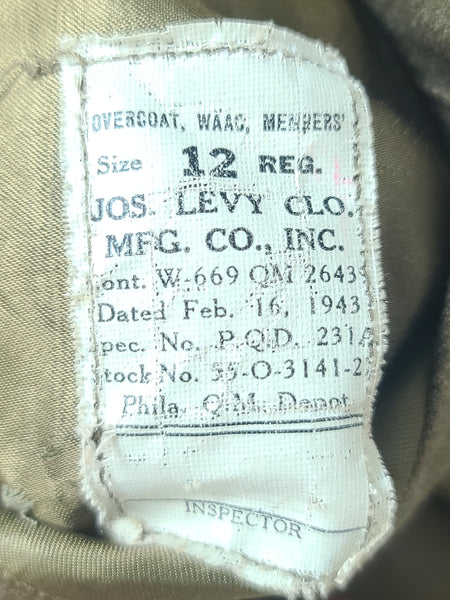 OVERCOAT, WAAC, MEMBERS'
Size 12 REG. L
JOS. LEVY CLO.
MFG. CO., INC.
ont. W-669 QM 2643
Dated Feb. 16, 1943
pec. No. P.Q.D. 231A
tock No. 55-O-3141-2
Phila. Q.M. Depot
INSPECTOR